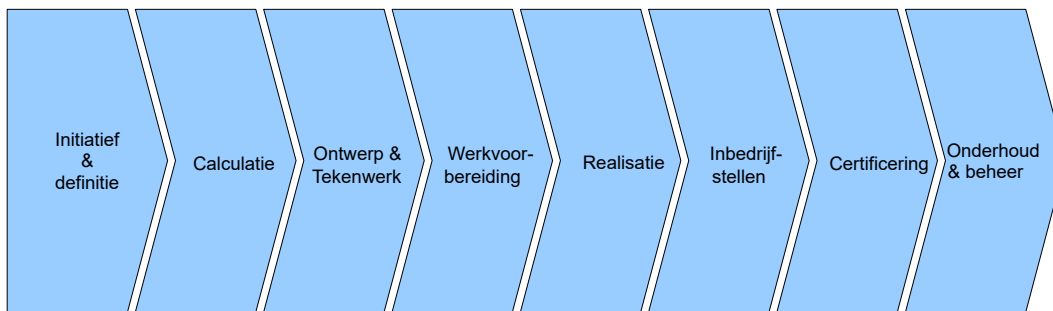 Initiatief
&
definitie
Calculatie
Ontwerp &
Tekenwerk
Werkvoor-
bereiding
Realisatie
Inbedrijf-
stellen
Certificering
Onderhoud
& beheer